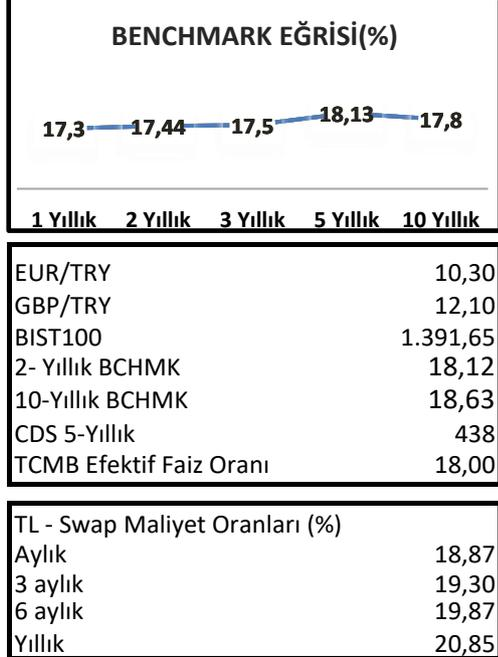 BENCHMARK EĞRİSİ(%)
17,3 17,44 17,5 18,13 17,8
1 Yıllık 2 Yıllık 3 Yıllık 5 Yıllık 10 Yıllık
EUR/TRY 10,30
GBP/TRY 12,10
BIST100 1.391,65
2- Yıllık BCHMK 18,12
10-Yıllık BCHMK 18,63
CDS 5-Yıllık 438
TCMB Efektif Faiz Oranı 18,00
TL - Swap Maliyet Oranları (%)
Aylık 18,87
3 aylık 19,30
6 aylık 19,87
Yıllık 20,85